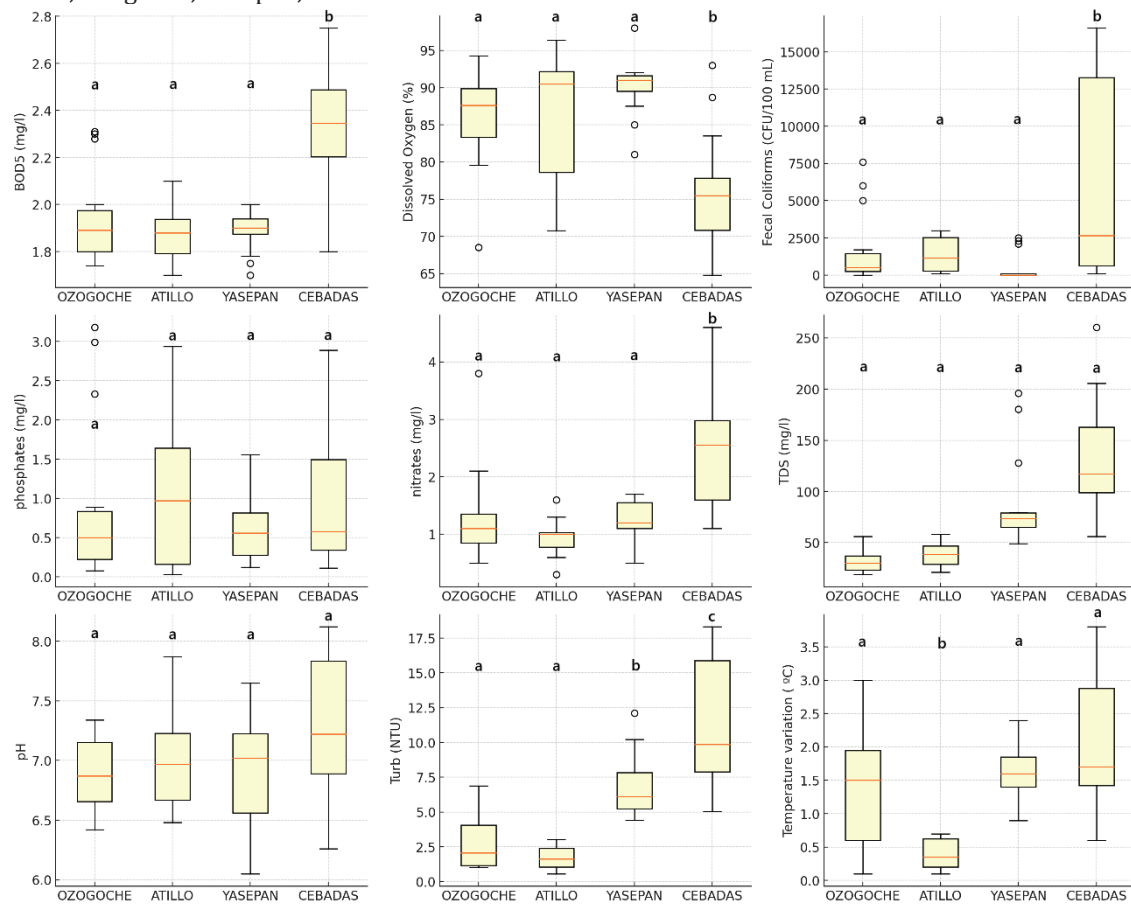 b
2.8
a a a
2.6
2.4
2.2
2.0
1.8
BOD5 (mg/l)
OZOGOCHE ATILLO YASEPAN CEBADAS
a a a b
95
90
85
80
75
70
65
Dissolved Oxygen (%)
OZOGOCHE ATILLO YASEPAN CEBADAS
b
a a a
15000
12500
10000
7500
5000
2500
0
Fecal Coliforms (CFU/100 mL)
OZOGOCHE ATILLO YASEPAN CEBADAS
a a a
a
3.0
2.5
2.0
1.5
1.0
0.5
0.0
phosphates (mg/l)
OZOGOCHE ATILLO YASEPAN CEBADAS
b
a a a
4
3
2
1
nitrates (mg/l)
OZOGOCHE ATILLO YASEPAN CEBADAS
a a a a
250
200
150
100
50
TDS (mg/l)
OZOGOCHE ATILLO YASEPAN CEBADAS
a
a a a
8.0
7.5
7.0
6.5
6.0
pH
OZOGOCHE ATILLO YASEPAN CEBADAS
c
a a b
17.5
15.0
12.5
10.0
7.5
5.0
2.5
0.0
Turb (NTU)
OZOGOCHE ATILLO YASEPAN CEBADAS
a
a b a
3.5
3.0
2.5
2.0
1.5
1.0
0.5
0.0
Temperature variation ( ºC)
OZOGOCHE ATILLO YASEPAN CEBADAS